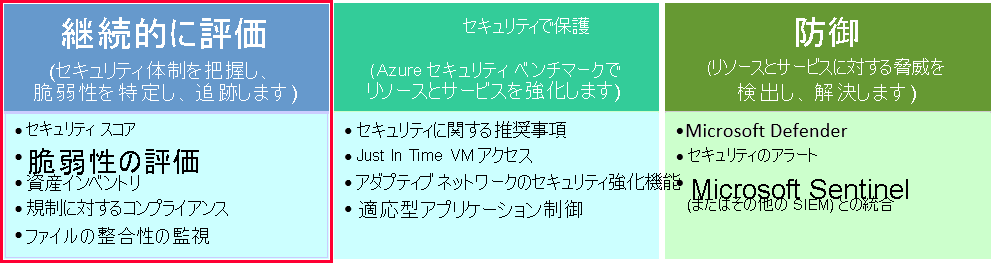 継続的に評価
(セキュリティ体制を把握し、
脆弱性を特定し、追跡します)
• セキュリティ スコア
• 脆弱性の評価
• 資産インベントリ
• 規制に対するコンプライアンス
• ファイルの整合性の監視
セキュリティで保護
(Azure セキュリティ ベンチマークで
リソースとサービスを強化します)
• セキュリティに関する推奨事項
• Just In Time VM アクセス
• アダプティブ ネットワークのセキュリティ強化機能
• 適応型アプリケーション制御
防御
(リソースとサービスに対する脅威を
検出し、解決します)
• Microsoft Defender
• セキュリティのアラート
• Microsoft Sentinel
(またはその他の SIEM) との統合